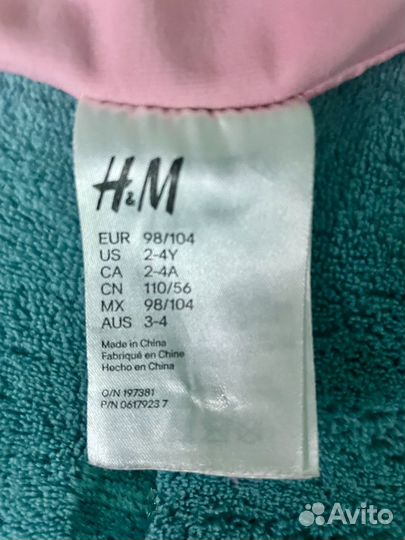 H&M
EUR 98/104
US 2-4Y
CA 2-4A
CN 110/56
MX 98/104
AUS 3-4
Made in China
Fabriqué en Chine
Hecho en China
O/N 197381
P/N 0617923 7
Avito